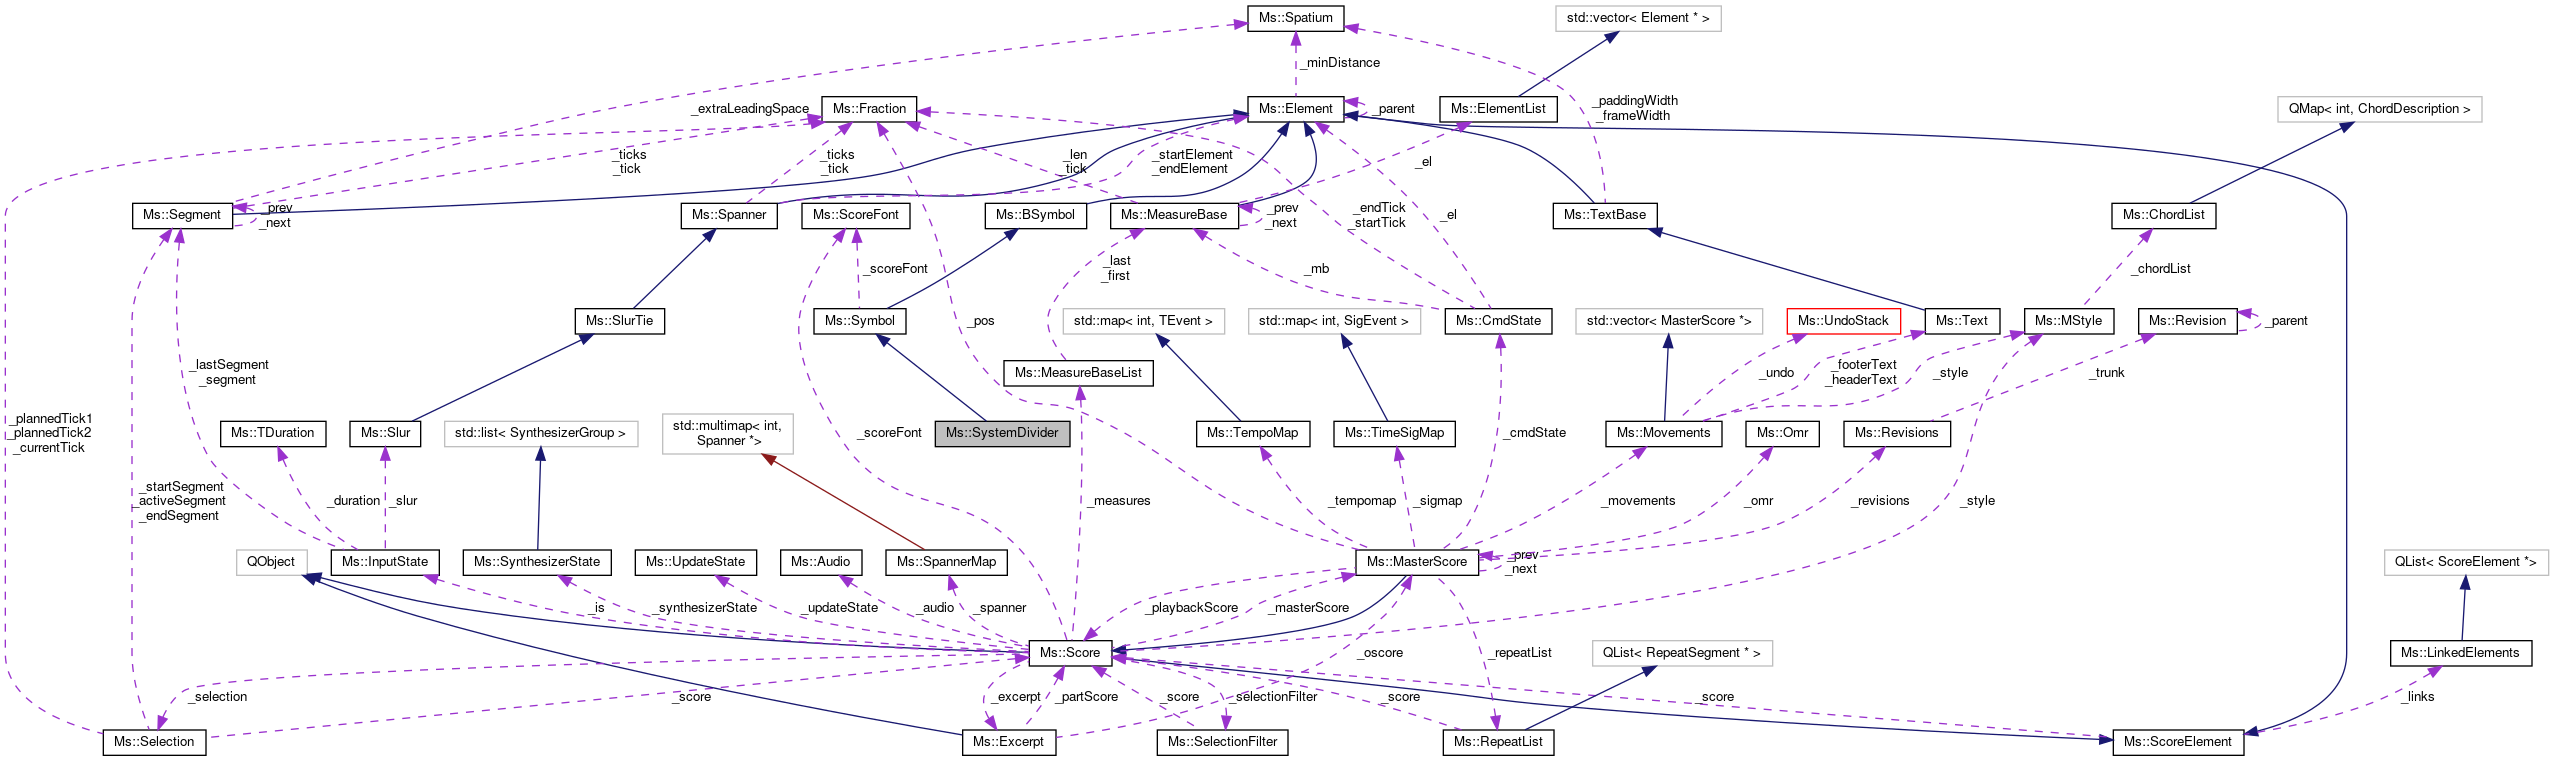 Ms::Spatium
std::vector< Element * >
_minDistance
_extraLeadingSpace
Ms::Fraction
Ms::Element
_parent
Ms::ElementList
_paddingWidth
_frameWidth
QMap< int, ChordDescription >
_ticks
_tick
_ticks
_tick
_len
_tick
_startElement
_endElement
_el
Ms::Segment
_prev
_next
Ms::Spanner
Ms::ScoreFont
Ms::BSymbol
Ms::MeasureBase
_prev
_next
_endTick
_startTick
_el
Ms::TextBase
Ms::ChordList
_scoreFont
_last
_first
_mb
_chordList
Ms::SlurTie
Ms::Symbol
_pos
std::map< int, TEvent >
std::map< int, SigEvent >
Ms::CmdState
std::vector< MasterScore *>
Ms::UndoStack
Ms::Text
Ms::MStyle
Ms::Revision
_parent
_lastSegment
_segment
Ms::MeasureBaseList
_undo
_footerText
_headerText
_style
_trunk
_plannedTick1
_plannedTick2
_currentTick
Ms::TDuration
Ms::Slur
std::list< SynthesizerGroup >
std::multimap< int,
Spanner *>
_scoreFont
Ms::SystemDivider
Ms::TempoMap
Ms::TimeSigMap
_cmdState
Ms::Movements
Ms::Omr
Ms::Revisions
_startSegment
_activeSegment
_endSegment
_duration
_slur
_measures
_tempomap
_sigmap
_movements
_omr
_revisions
_style
QObject
Ms::InputState
Ms::SynthesizerState
Ms::UpdateState
Ms::Audio
Ms::SpannerMap
Ms::MasterScore
_prev
_next
QList< ScoreElement *>
_is
_synthesizerState
_updateState
_audio
_spanner
_playbackScore
_masterScore
Ms::Score
_oscore
_repeatList
QList< RepeatSegment * >
Ms::LinkedElements
_selection
_score
_excerpt
_partScore
_score
_selectionFilter
_score
_score
_links
Ms::Selection
Ms::Excerpt
Ms::SelectionFilter
Ms::RepeatList
Ms::ScoreElement